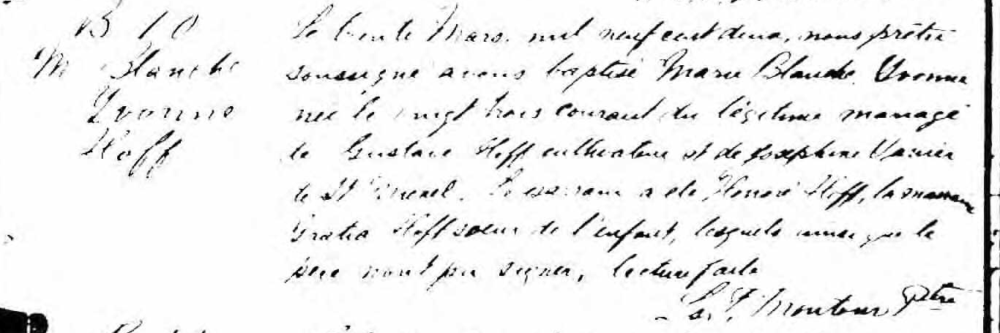 B 10
M Blanche
Yvonne
Hoff
Le trente Mars mil neuf cent deux, nous prêtre
soussigné avons baptisé Marie Blanche Yvonne
née le vingt trois courant du légitime mariage
de Gustave Hoff cultivateur et de Josephine Vanier
de St Michel. Le parrain a été Honoré Hoff, la marraine
Gratia Hoff soeur de l'enfant, lesquels ainsi que le
père n'ont pu signer, lecture faite
Ls. P. Montour Ptre